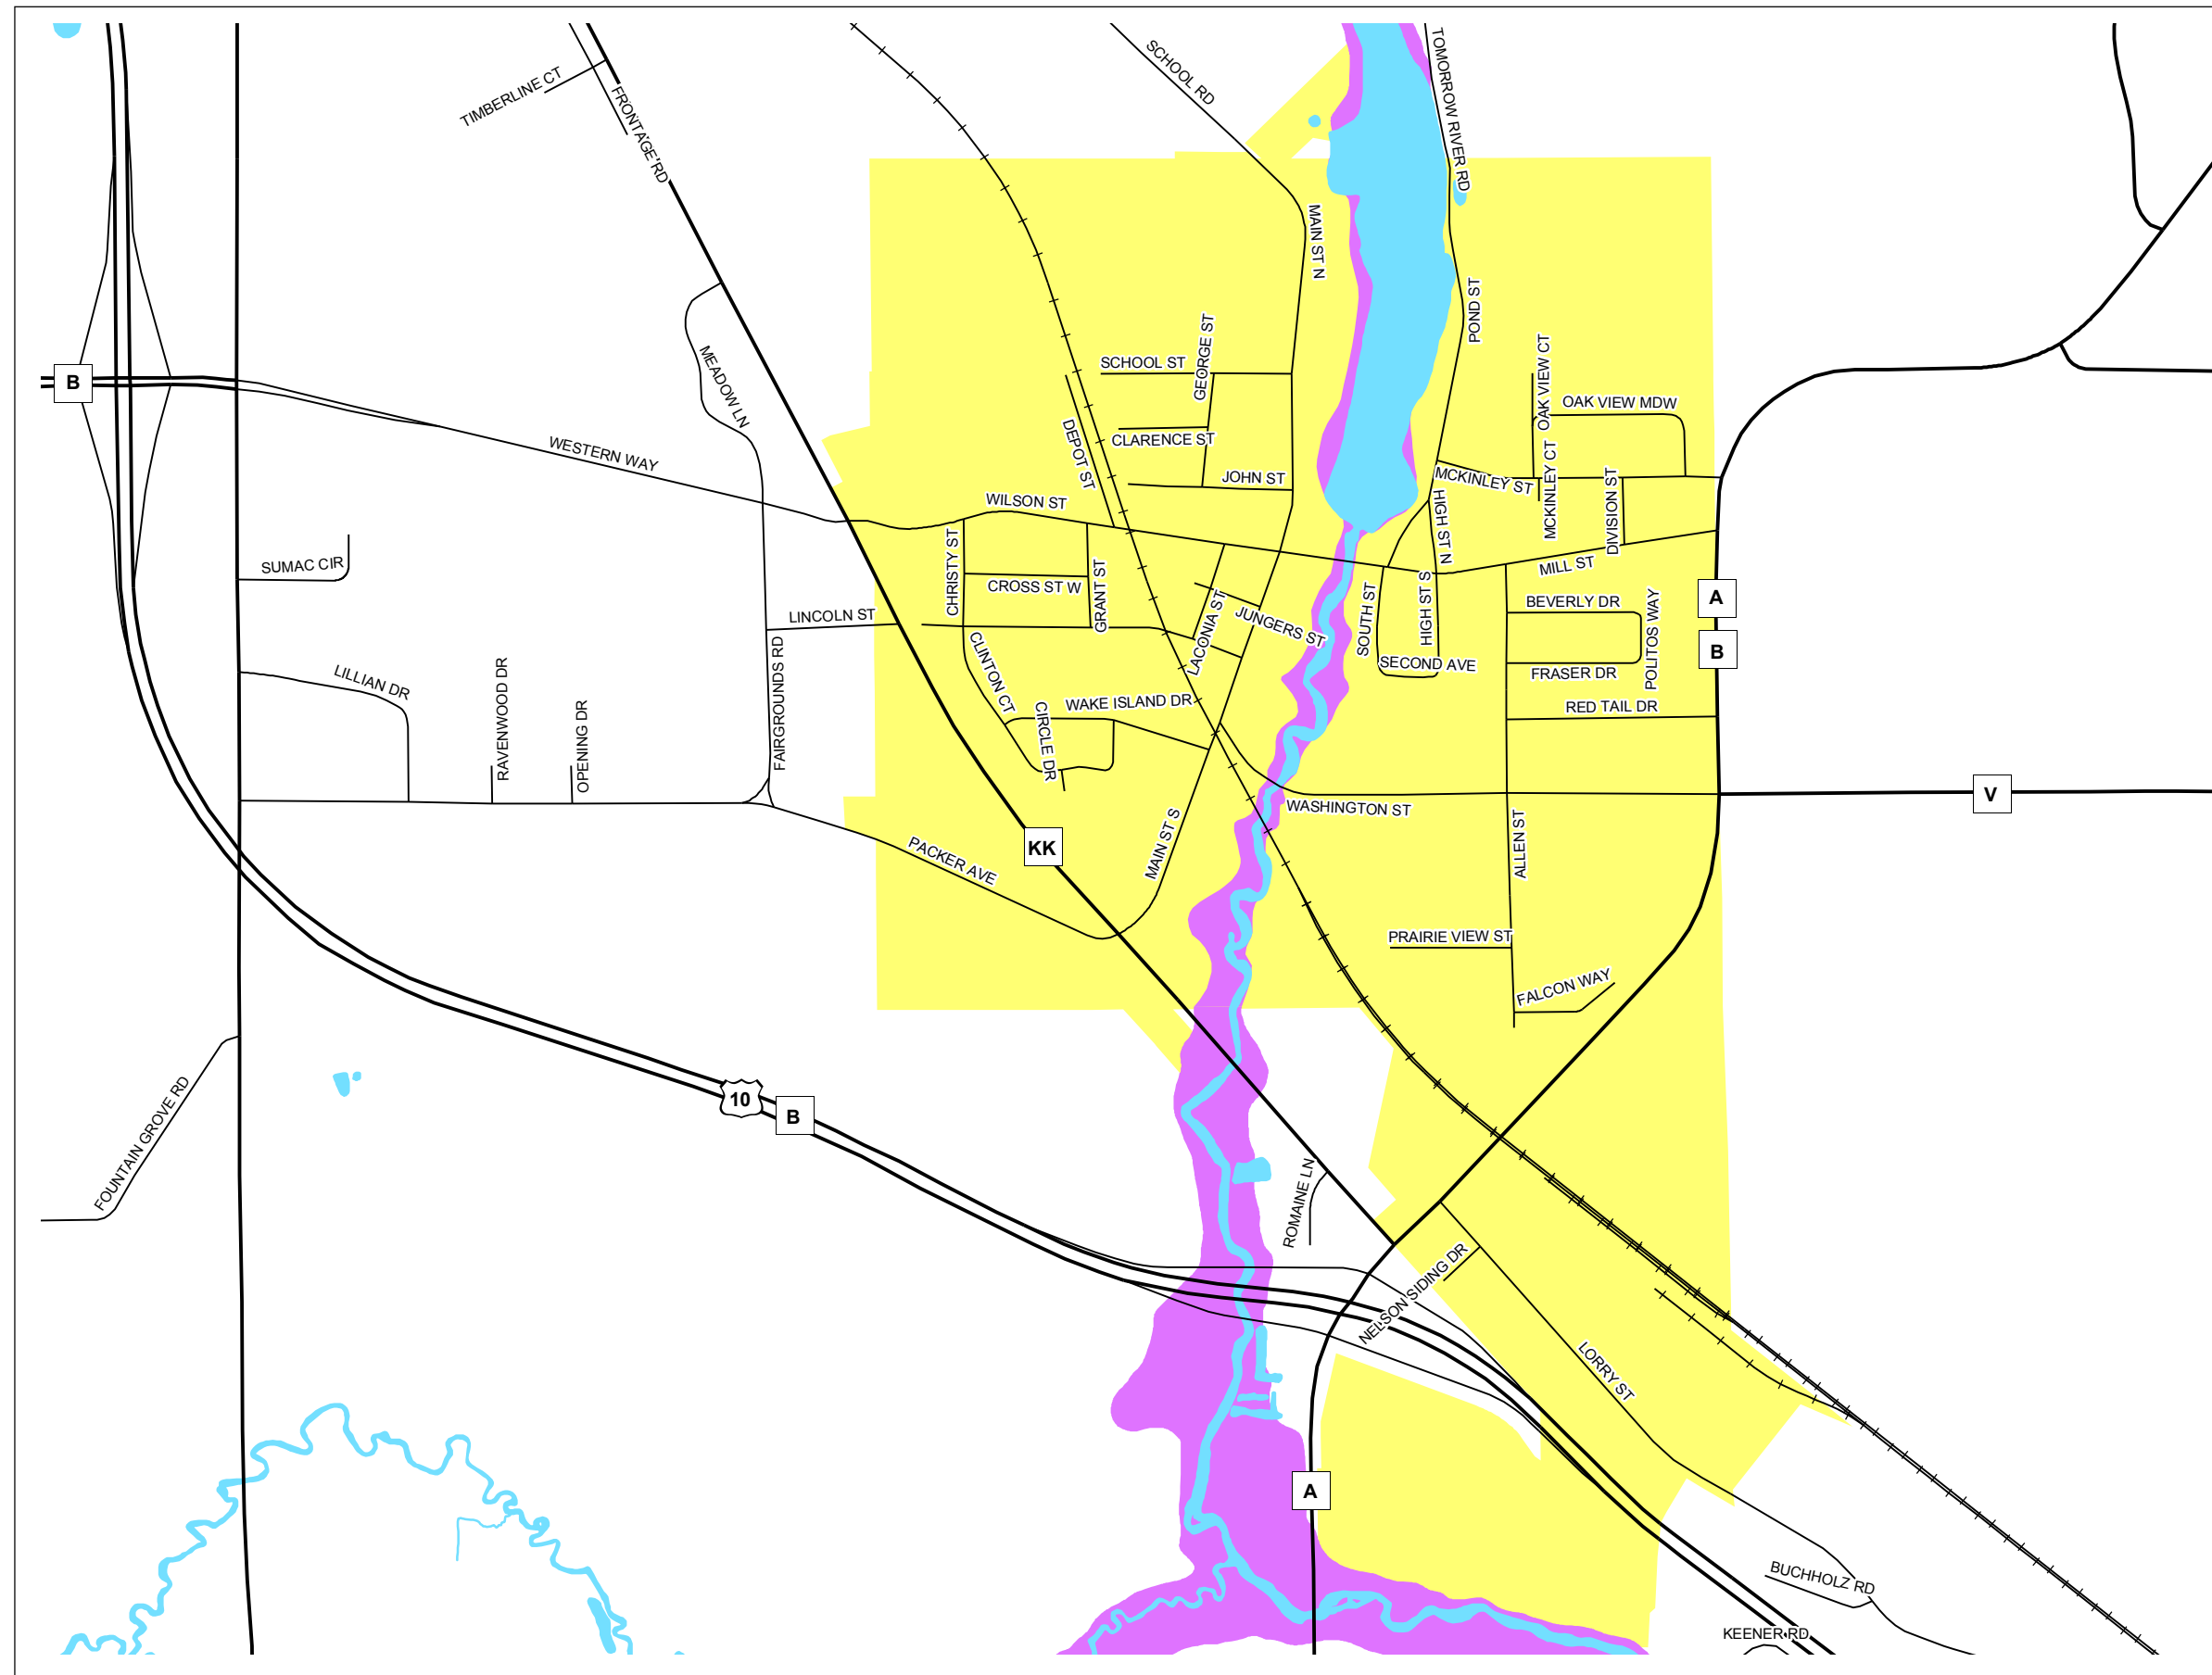 TIMBERLINE CT
FRONTAGE RD
SCHOOL RD
TOMORROW RIVER RD
MAIN ST N
POND ST
B
MEADOW LN
WESTERN WAY
SCHOOL ST
GEORGE ST
CLARENCE ST
DEPOT ST
JOHN ST
WILSON ST
OAK VIEW CT
OAK VIEW MDW
MCKINLEY ST
MCKINLEY CT
DIVISION ST
HIGH ST N
MILL ST
SUMAC CIR
CHRISTY ST
CROSS ST W
GRANT ST
LINCOLN ST
LACONIA ST
JUNGERS ST
SOUTH ST
HIGH ST S
SECOND AVE
BEVERLY DR
FRASER DR
POLITOS WAY
A
B
RED TAIL DR
LILLIAN DR
RAVENWOOD DR
OPENING DR
FAIRGROUNDS RD
CLINTON CT
CIRCLE DR
WAKE ISLAND DR
WASHINGTON ST
V
KK
PACKER AVE
MAIN ST S
ALLEN ST
PRAIRIE VIEW ST
FALCON WAY
FOUNTAIN GROVE RD
10
B
ROMAINE LN
NELSON SIDING DR
LORRY ST
A
BUCHHOLZ RD
KEENER RD